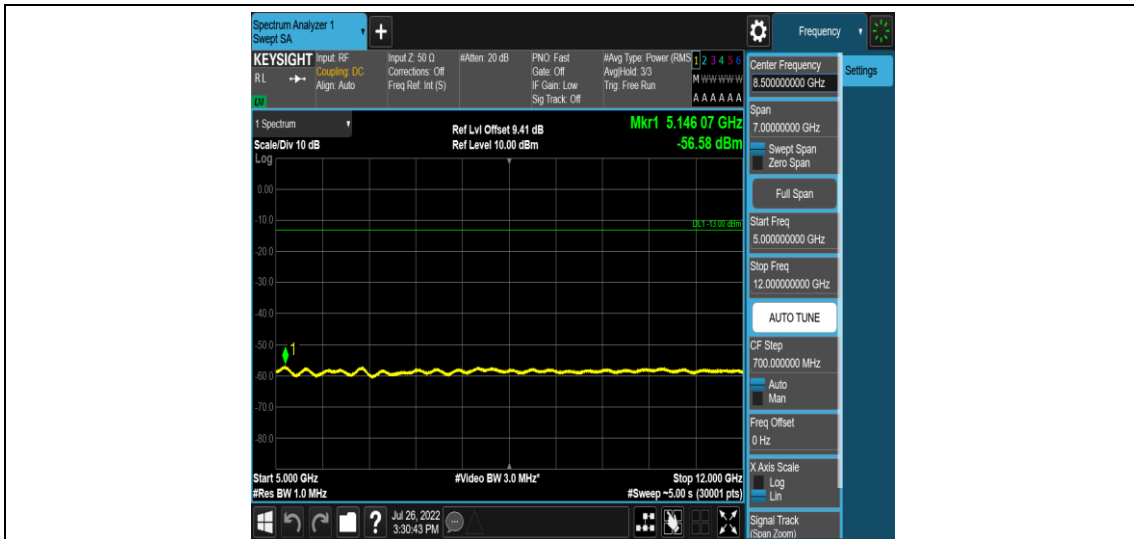 Spectrum Analyzer 1
Swept SA
+
Frequency
KEYSIGHT
RL
LM
Input: RF
Coupling: DC
Align: Auto
Input Z: 50 Ω
Corrections: Off
Freq Ref: Int (S)
#Atten: 20 dB
PNO: Fast
Gate: Off
IF Gain: Low
Sig Track: Off
#Avg Type: Power (RMS
Avg|Hold: 3/3
Trig: Free Run
1 2 3 4 5 6
M W W W W W
A A A A A A
1 Spectrum
Scale/Div 10 dB
Ref Lvl Offset 9.41 dB
Ref Level 10.00 dBm
Mkr1 5.146 07 GHz
-56.58 dBm
Log
0.00
-10.0
DL1 -13.00 dBm
-20.0
-30.0
-40.0
-50.0
1
-60.0
-70.0
-80.0
Start 5.000 GHz
#Res BW 1.0 MHz
#Video BW 3.0 MHz*
Stop 12.000 GHz
#Sweep ~5.00 s (30001 pts)
?
Jul 26, 2022
3:30:43 PM
Center Frequency
8.500000000 GHz
Settings
Span
7.00000000 GHz
Swept Span
Zero Span
Full Span
Start Freq
5.000000000 GHz
Stop Freq
12.000000000 GHz
AUTO TUNE
CF Step
700.000000 MHz
Auto
Man
Freq Offset
0 Hz
X Axis Scale
Log
Lin
Signal Track
(Span Zoom)